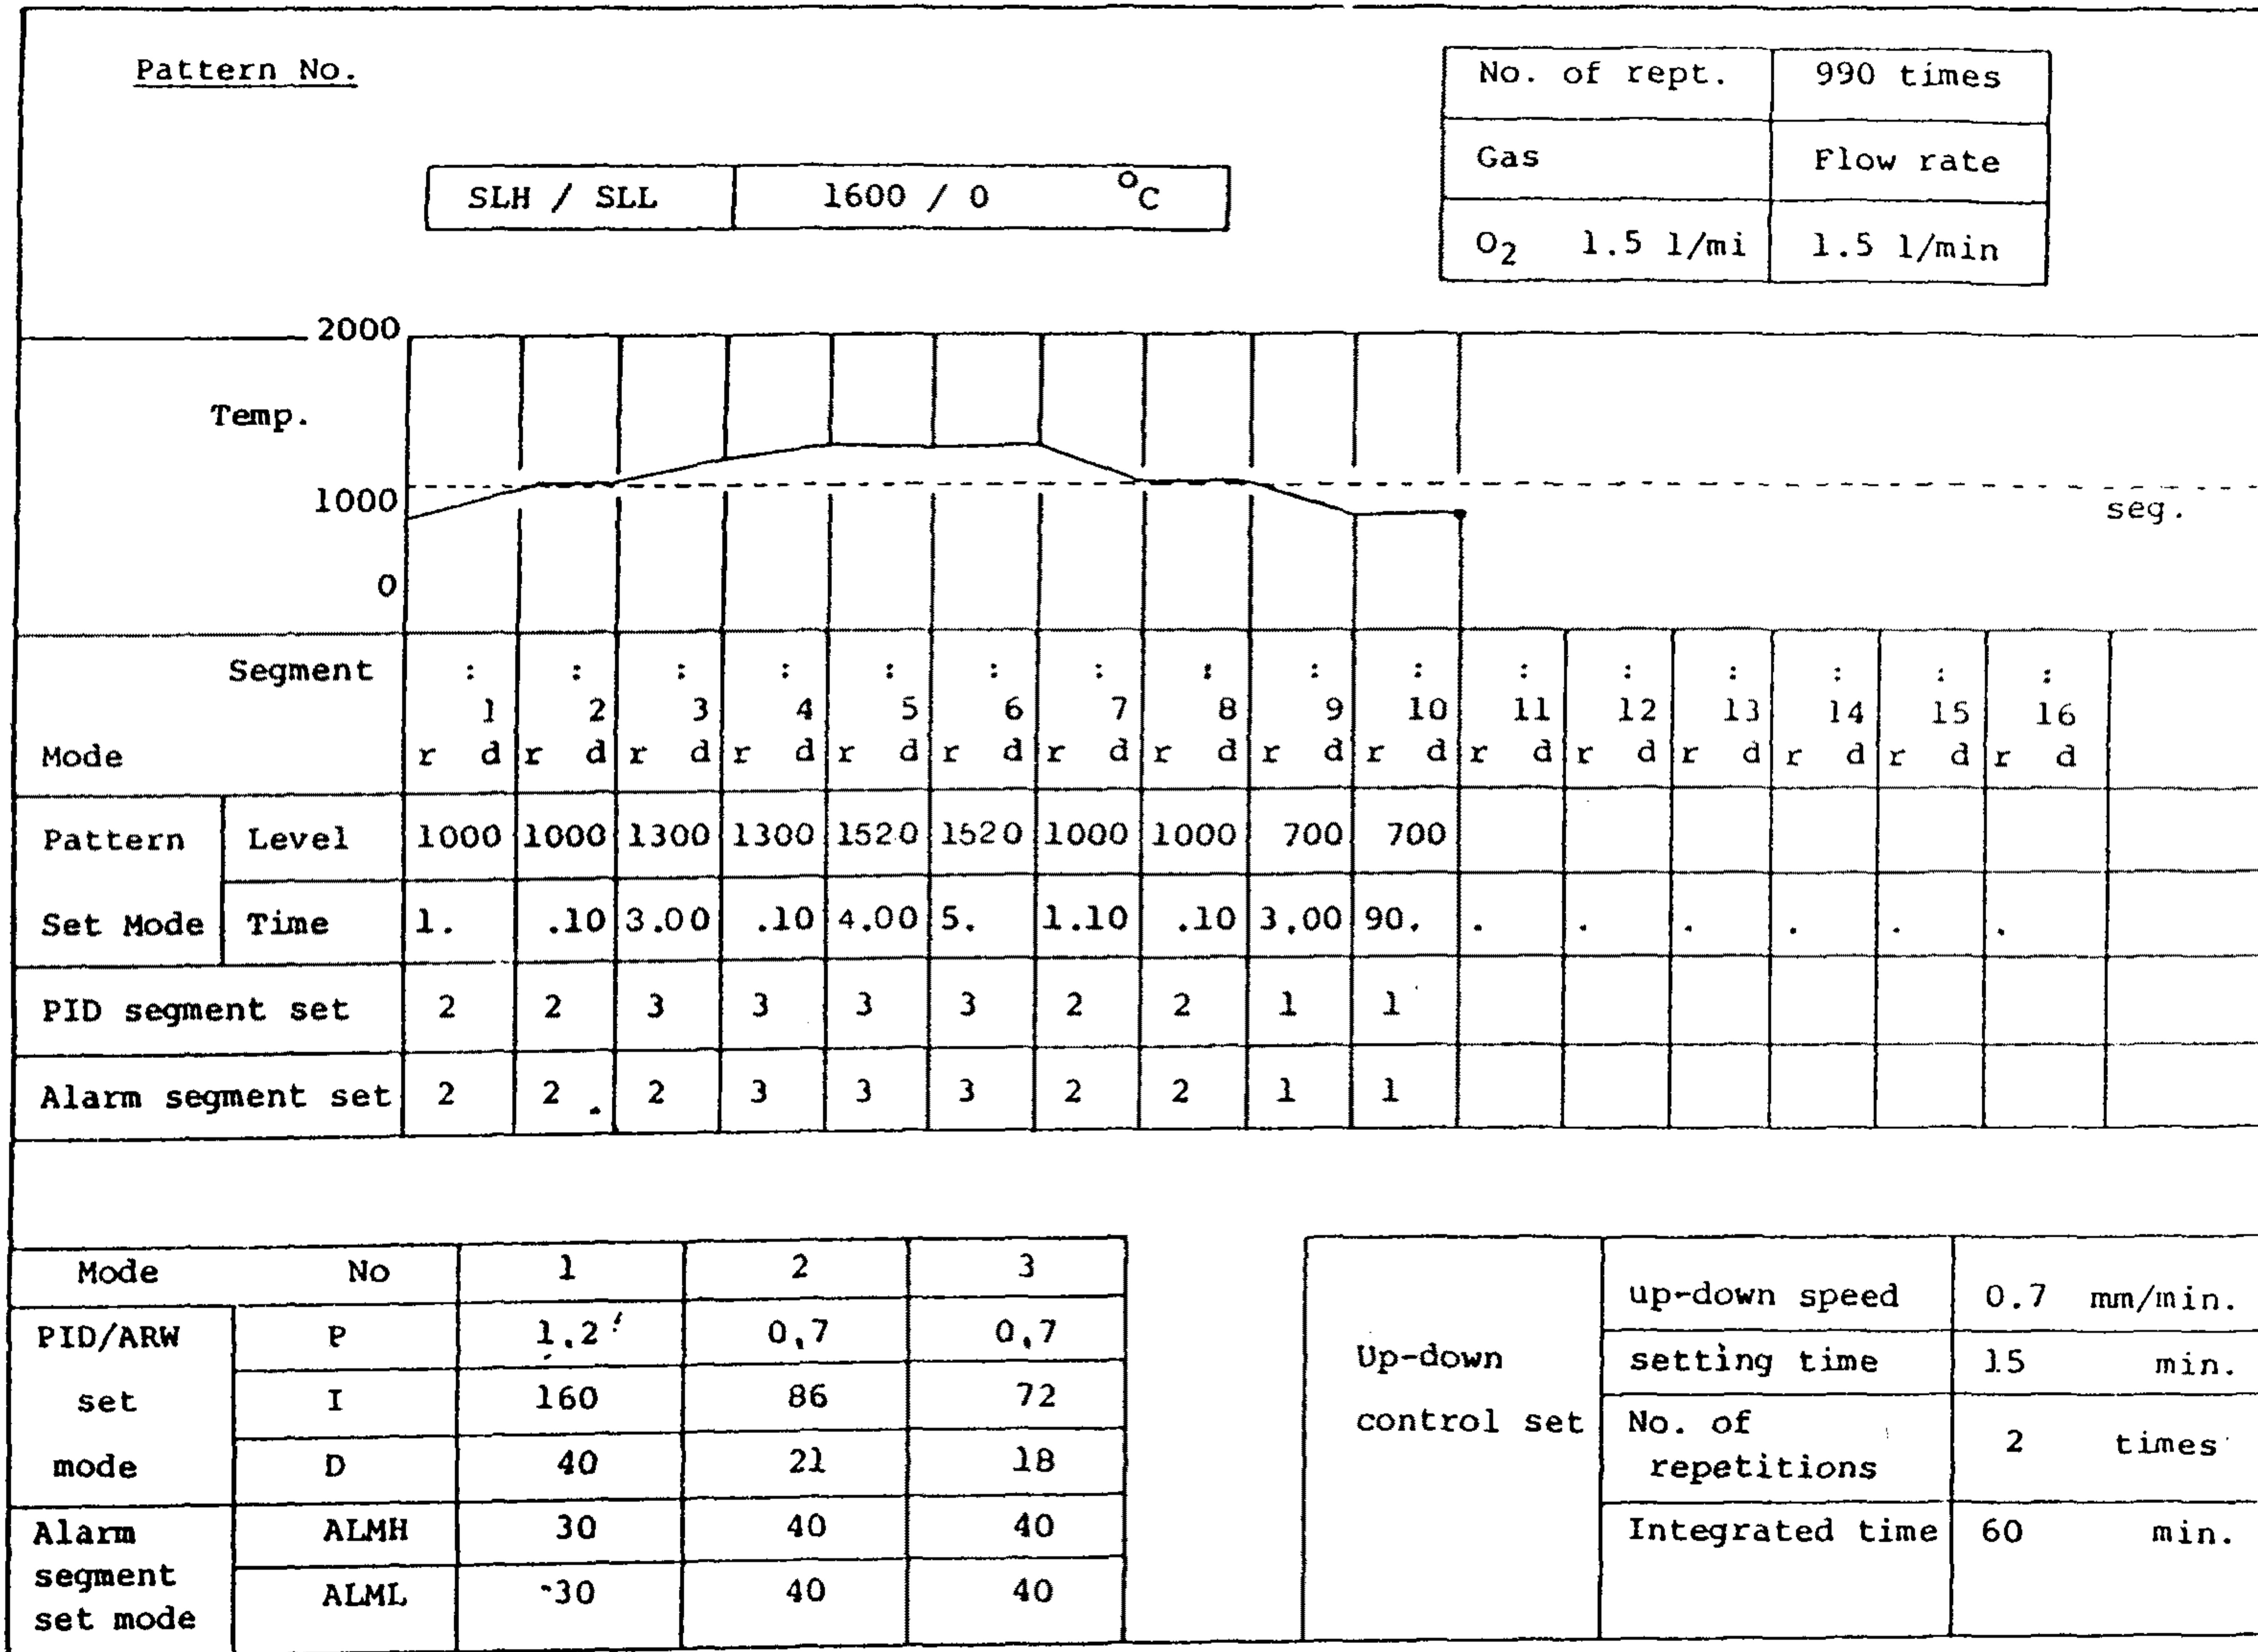 Pattern No.
No. of rept. 990 times
Gas Flow rate
O2 1.5 l/mi 1.5 l/min
SLH / SLL 1600 / 0 °C
2000
Temp.
1000
seg.
0
Segment : : : : : : : : : : : : : : : :
1 2 3 4 5 6 7 8 9 10 11 12 13 14 15 16
Mode r d r d r d r d r d r d r d r d r d r d r d r d r d r d r d r d
Pattern Level 1000 1000 1300 1300 1520 1520 1000 1000 700 700
Set Mode Time 1. .10 3.00 .10 4.00 5. 1.10 .10 3.00 90. . . . . . .
PID segment set 2 2 3 3 3 3 2 2 1 1
Alarm segment set 2 2 2 3 3 3 2 2 1 1
Mode No 1 2 3
PID/ARW P 1.2 0.7 0.7
set I 160 86 72
mode D 40 21 18
Alarm ALMH 30 40 40
segment
set mode ALML -30 40 40
Up-down
control set
up-down speed 0.7 mm/min.
setting time 15 min.
No. of
repetitions 2 times
Integrated time 60 min.